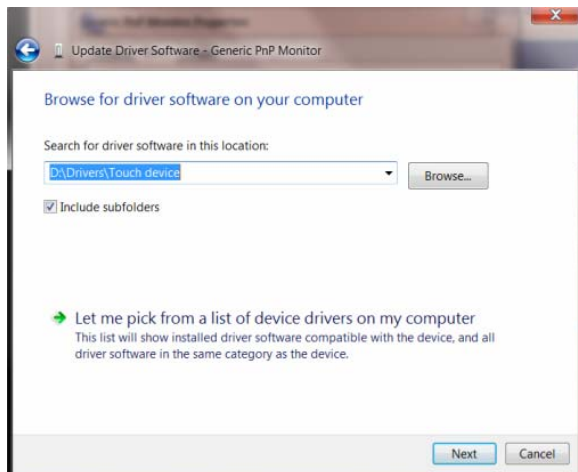 Update Driver Software - Generic PnP Monitor
Browse for driver software on your computer
Search for driver software in this location:
D:\Drivers\Touch device
Browse...
Include subfolders
Let me pick from a list of device drivers on my computer
This list will show installed driver software compatible with the device, and all
driver software in the same category as the device.
Next
Cancel